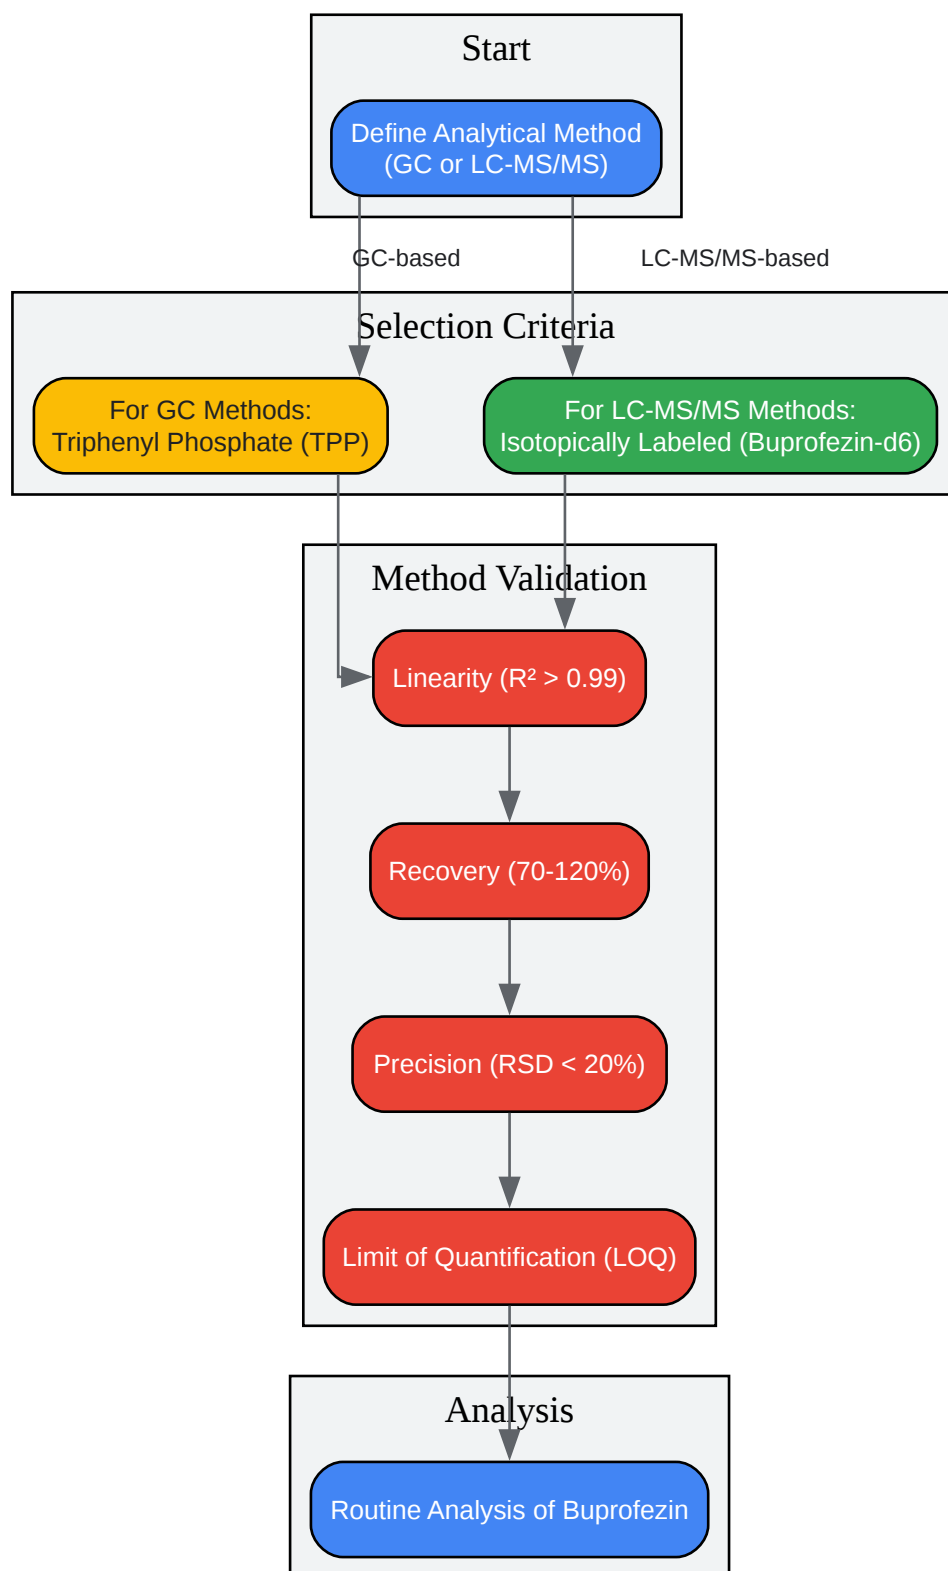 Start
Define Analytical Method
(GC or LC-MS/MS)
GC-based
LC-MS/MS-based
Selection Criteria
For GC Methods:
Triphenyl Phosphate (TPP)
For LC-MS/MS Methods:
Isotopically Labeled (Buprofezin-d6)
Method Validation
Linearity (R² > 0.99)
Recovery (70-120%)
Precision (RSD < 20%)
Limit of Quantification (LOQ)
Analysis
Routine Analysis of Buprofezin